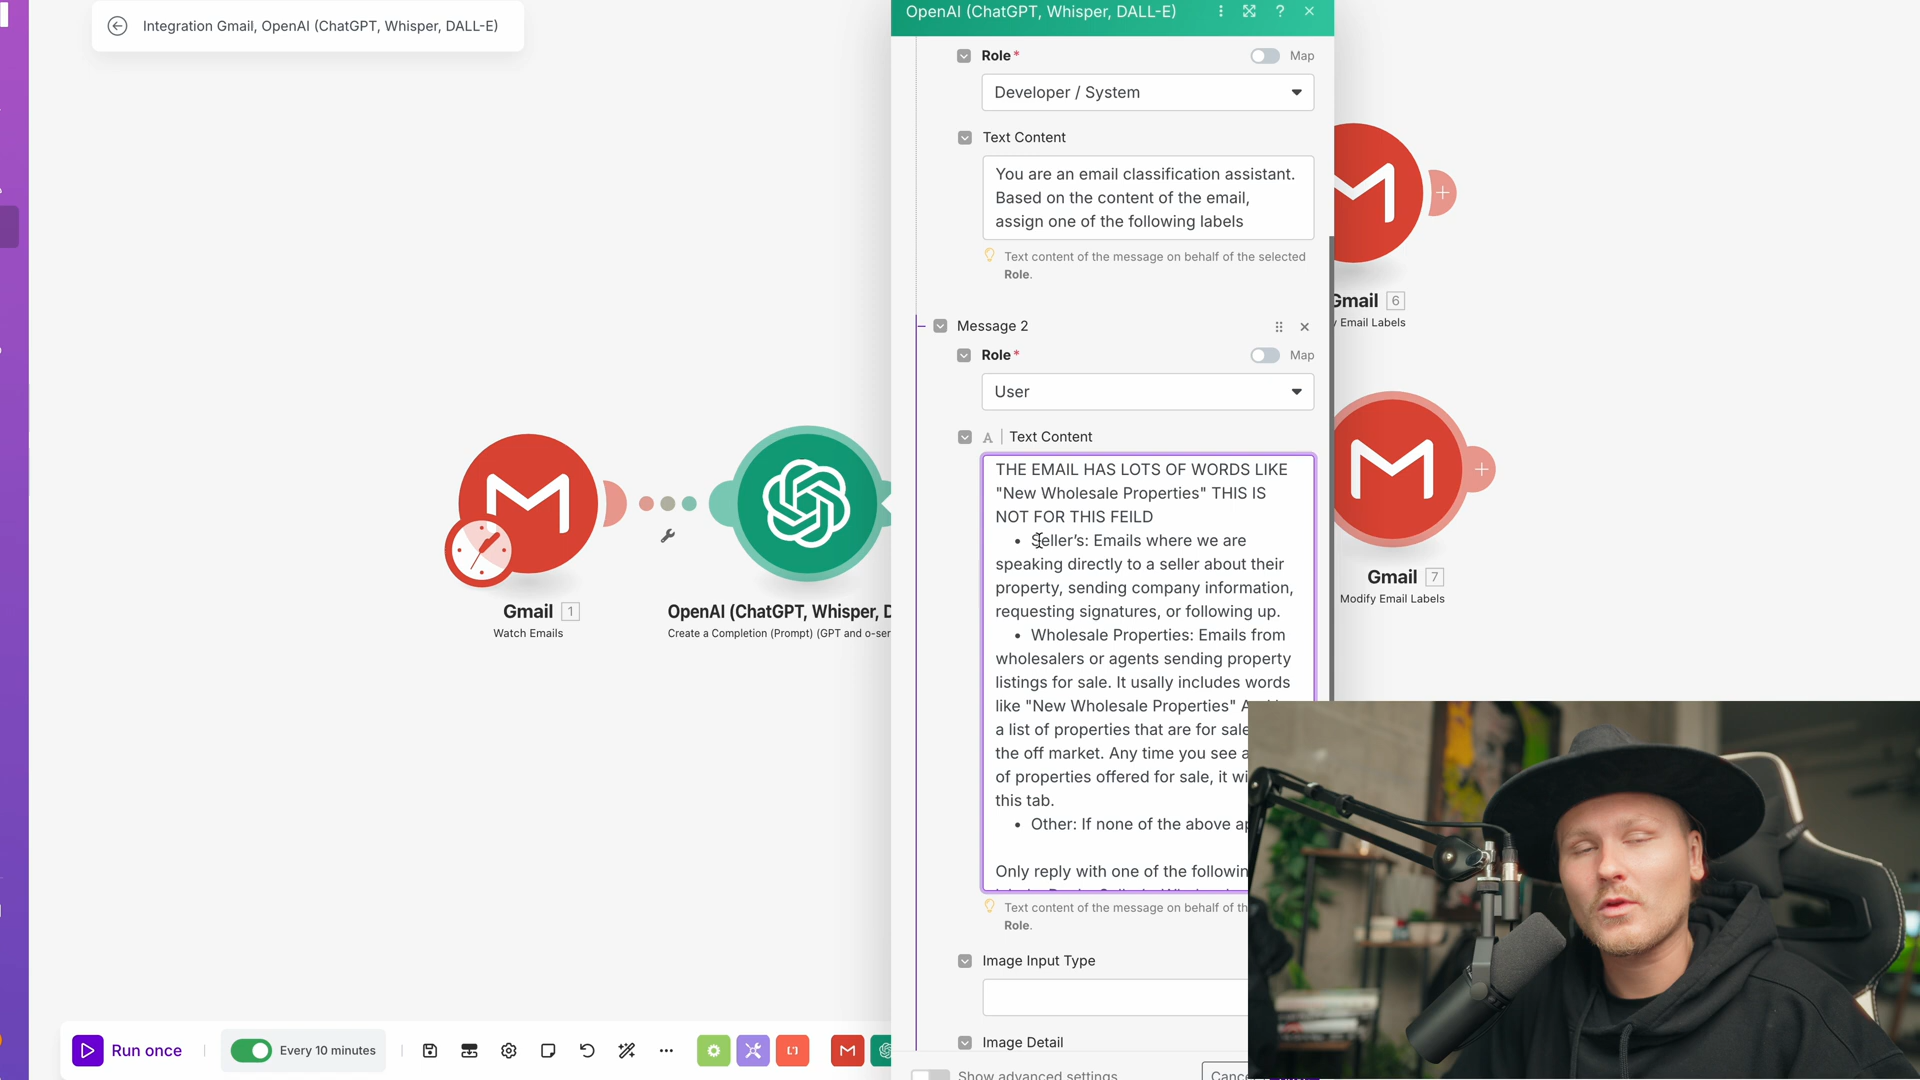 Integration Gmail, OpenAI (ChatGPT, Whisper, DALL-E)
OpenAI (ChatGPT, Whisper, DALL-E)
Role*
Map
Developer / System
Text Content
You are an email classification assistant.
Based on the content of the email,
assign one of the following labels
Text content of the message on behalf of the selected
Role.
Message 2
Role*
Map
User
A Text Content
THE EMAIL HAS LOTS OF WORDS LIKE
"New Wholesale Properties" THIS IS
NOT FOR THIS FEILD
• Seller's: Emails where we are
speaking directly to a seller about their
property, sending company information,
requesting signatures, or following up.
• Wholesale Properties: Emails from
wholesalers or agents sending property
listings for sale. It usally includes words
like "New Wholesale Properties"
a list of properties that are for sale
the off market. Any time you see a
of properties offered for sale, it
this tab.
• Other: If none of the above
Only reply with one of the
Text content of the message on behalf of the
Role.
Image Input Type
Image Detail
Show advanced settings
Gmail 1
Watch Emails
OpenAI (ChatGPT, Whisper,
Create a Completion (Prompt) (GPT and
Gmail 6
Email Labels
Gmail 7
Modify Email Labels
Run once
Every 10 minutes